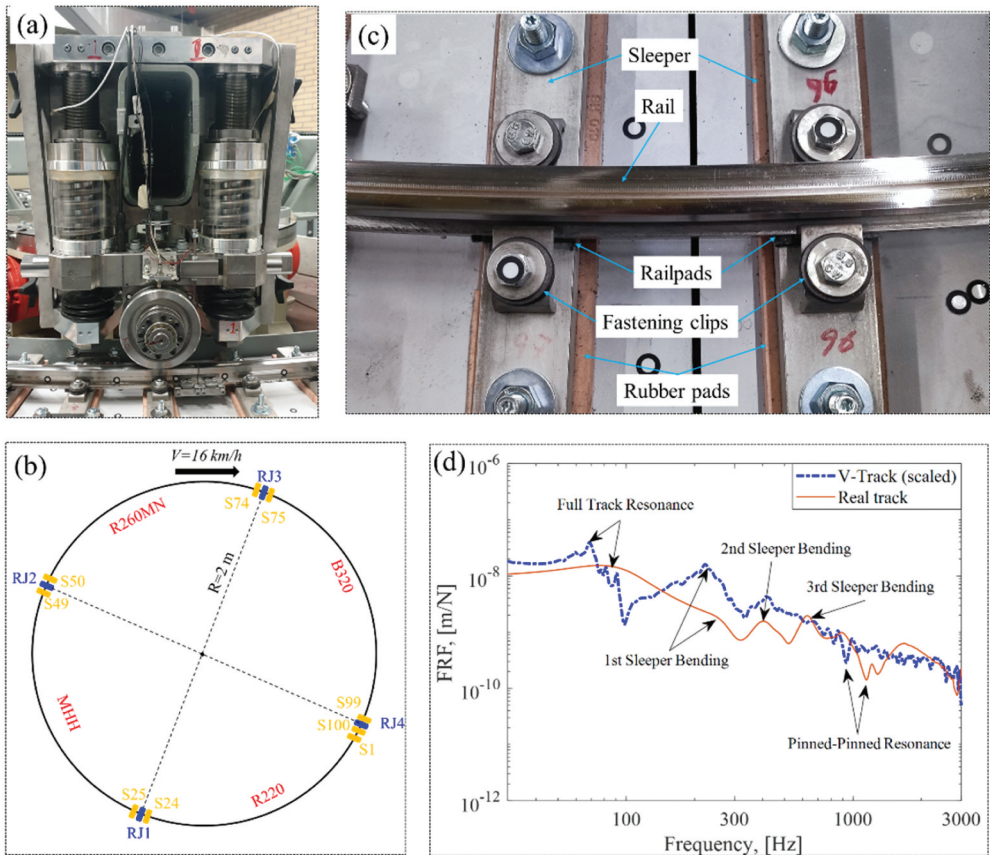 (a)
(c)
Sleeper
Rail
Railpads
Fastening clips
Rubber pads
96
96
(b)
V=16 km/h
RJ3
S74
S75
R260MN
R=2 m
B320
RJ2
S50
S49
MHH
S99
S100
RJ4
S1
S25
S24
RJ1
R220
(d)
10-6
10-8
10-10
10-12
FRF, [m/N]
V-Track (scaled)
Real track
Full Track Resonance
2nd Sleeper Bending
3rd Sleeper Bending
1st Sleeper Bending
Pinned-Pinned Resonance
100
300
1000
3000
Frequency, [Hz]